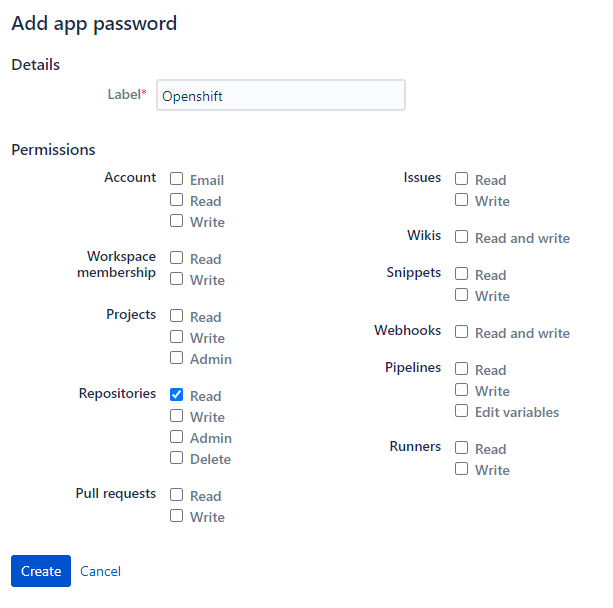 Add app password
Details
Label*
Openshift
Permissions
Account
Email
Read
Write
Workspace
membership
Read
Write
Projects
Read
Write
Admin
Repositories
Read
Write
Admin
Delete
Pull requests
Read
Write
Issues
Read
Write
Wikis
Read and write
Snippets
Read
Write
Webhooks
Read and write
Pipelines
Read
Write
Edit variables
Runners
Read
Write
Create
Cancel